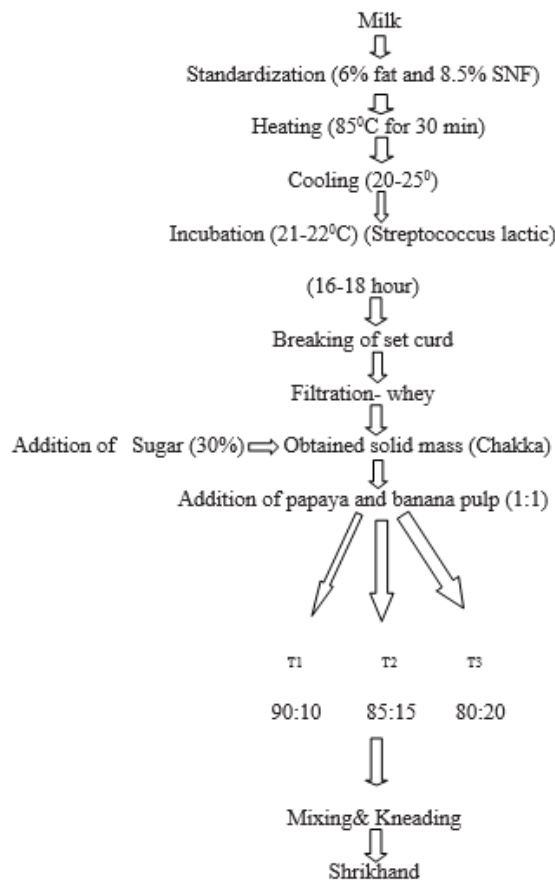 Milk
Standardization (6% fat and 8.5% SNF)
Heating (85⁰C for 30 min)
Cooling (20-25⁰)
Incubation (21-22⁰C) (Streptococcus lactic)
(16-18 hour)
Breaking of set curd
Filtration- whey
Addition of Sugar (30%) Obtained solid mass (Chakka)
Addition of papaya and banana pulp (1:1)
T1 T2 T3
90:10 85:15 80:20
Mixing& Kneading
Shrikhand